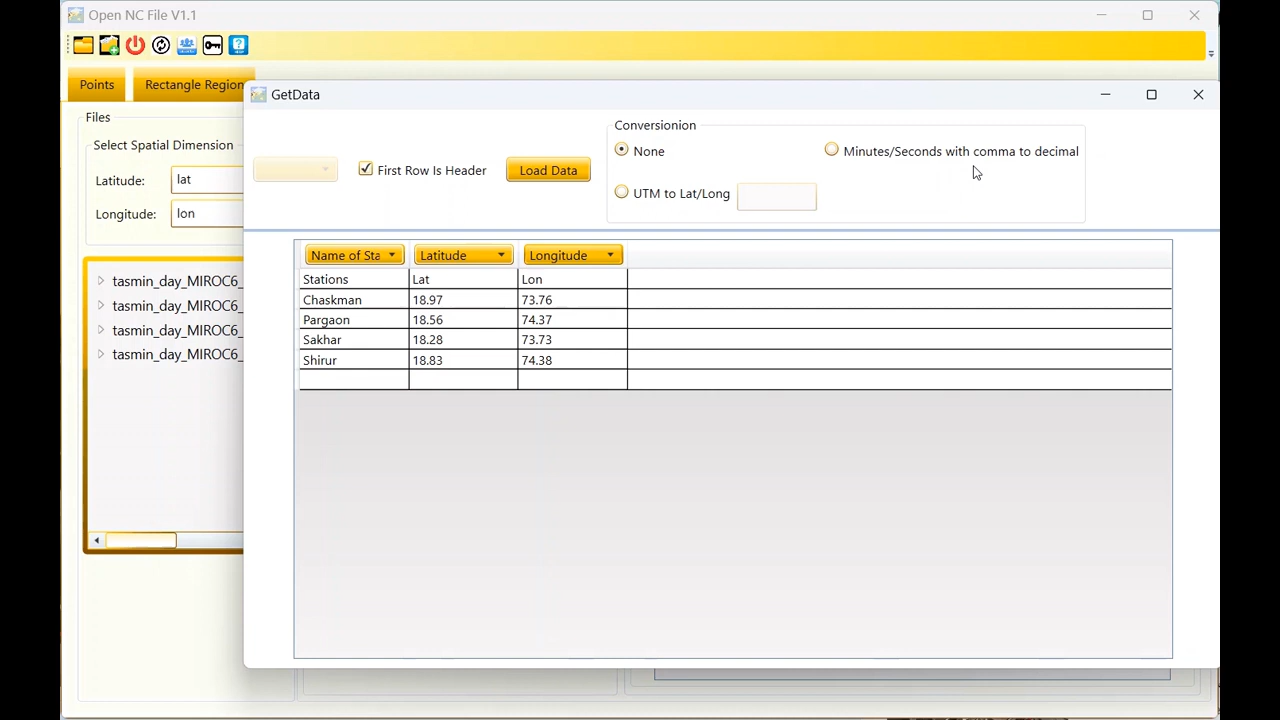 Open NC File V1.1
Points
Rectangle Region
Files
Select Spatial Dimension
Latitude:
lat
Longitude:
lon
tasmin_day_MIROC6_
tasmin_day_MIROC6_
tasmin_day_MIROC6_
tasmin_day_MIROC6_
GetData
First Row Is Header
Load Data
Conversionion
None
Minutes/Seconds with comma to decimal
UTM to Lat/Long
Name of Sta Latitude Longitude
Stations Lat Lon
Chaskman 18.97 73.76
Pargaon 18.56 74.37
Sakhar 18.28 73.73
Shirur 18.83 74.38